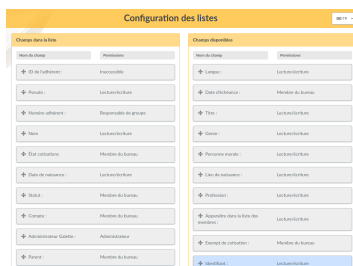 Configuration des listes
FR
Champs dans la liste
Nom du champ Permissions
ID de l'adhérent : Inaccessible
Pseudo : Lecture/écriture
Numéro adhérent : Responsable de groupe
Nom Lecture/écriture
État cotisations Membre du bureau
Date de naissance : Lecture/écriture
Statut : Membre du bureau
Compte : Membre du bureau
Administrateur Galette : Administrateur
Parent : Membre du bureau
Champs disponibles
Nom du champ Permissions
Langue : Lecture/écriture
Date d'échéance : Membre du bureau
Titre : Lecture/écriture
Genre : Lecture/écriture
Personne morale : Lecture/écriture
Lieu de naissance : Lecture/écriture
Profession : Lecture/écriture
Apparaître dans la liste des
membres : Lecture/écriture
Exempt de cotisation : Membre du bureau
Identifiant : Lecture/écriture